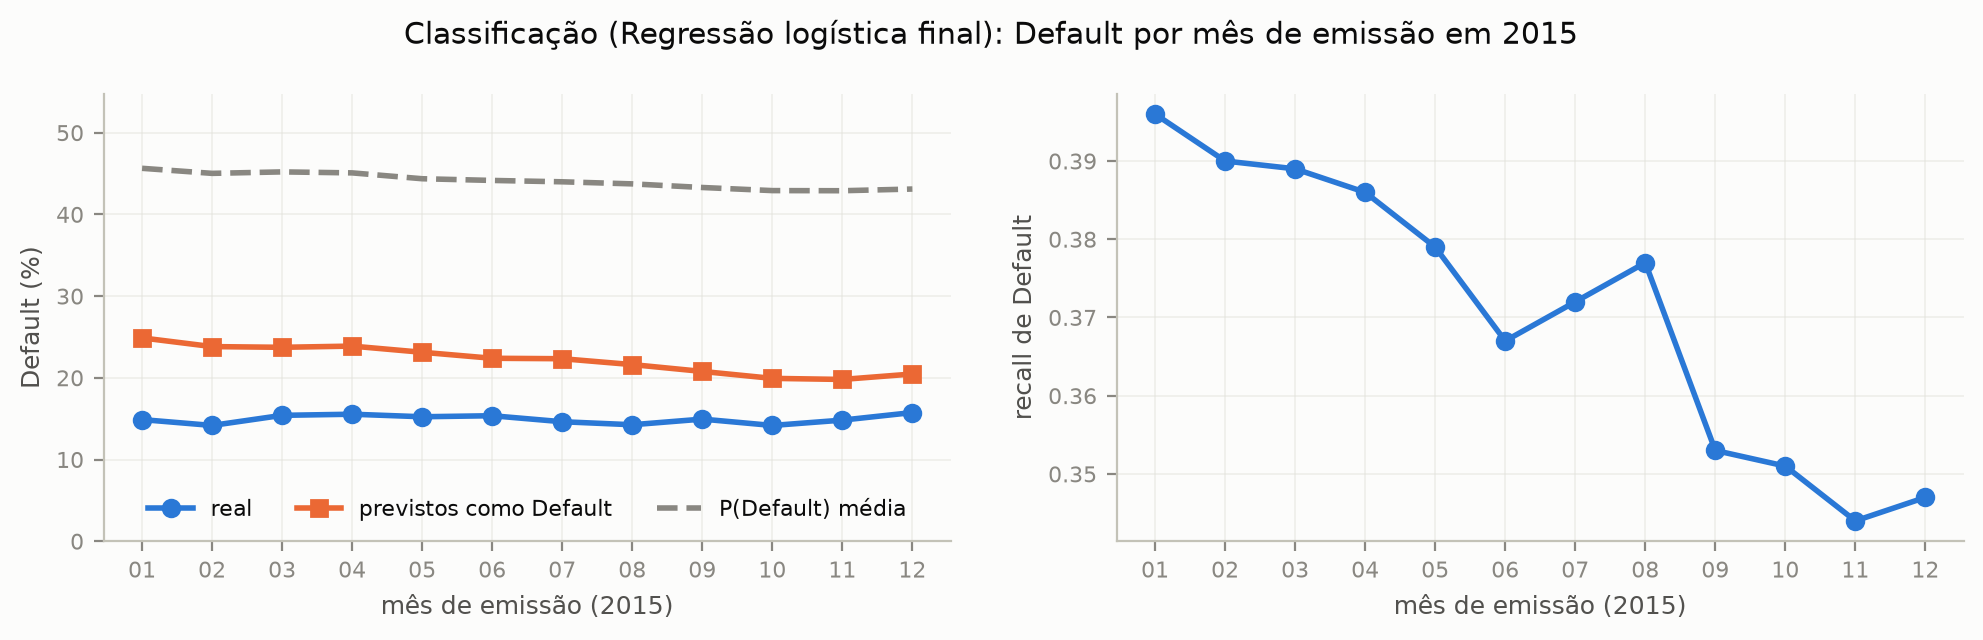 Classificação (Regressão logística final): Default por mês de emissão em 2015
Default (%)
50
40
30
20
10
0
real
previstos como Default
P(Default) média
01 02 03 04 05 06 07 08 09 10 11 12
mês de emissão (2015)
recall de Default
0.39
0.38
0.37
0.36
0.35
01 02 03 04 05 06 07 08 09 10 11 12
mês de emissão (2015)